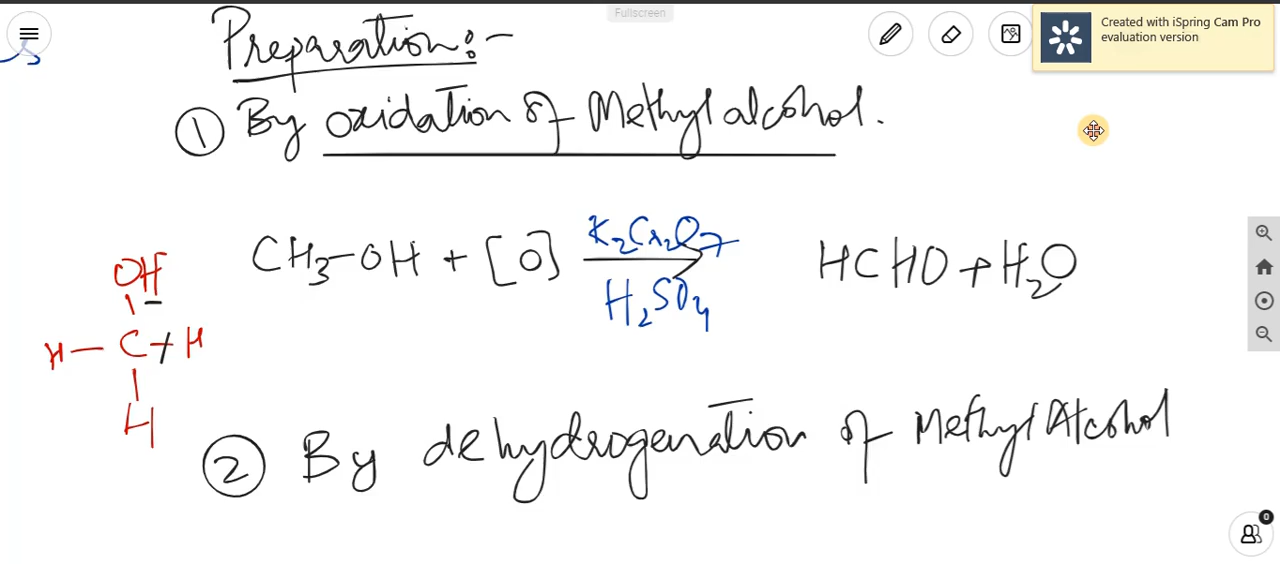 Fullscreen
Created with iSpring Cam Pro
evaluation version
Preparation:-
① By oxidation of Methyl alcohol.
CH₃-OH + [O] K₂Cr₂O₇ H₂SO₄ → HCHO + H₂O
OH
H-C-H
H
② By dehydrogenation of Methyl Alcohol
0